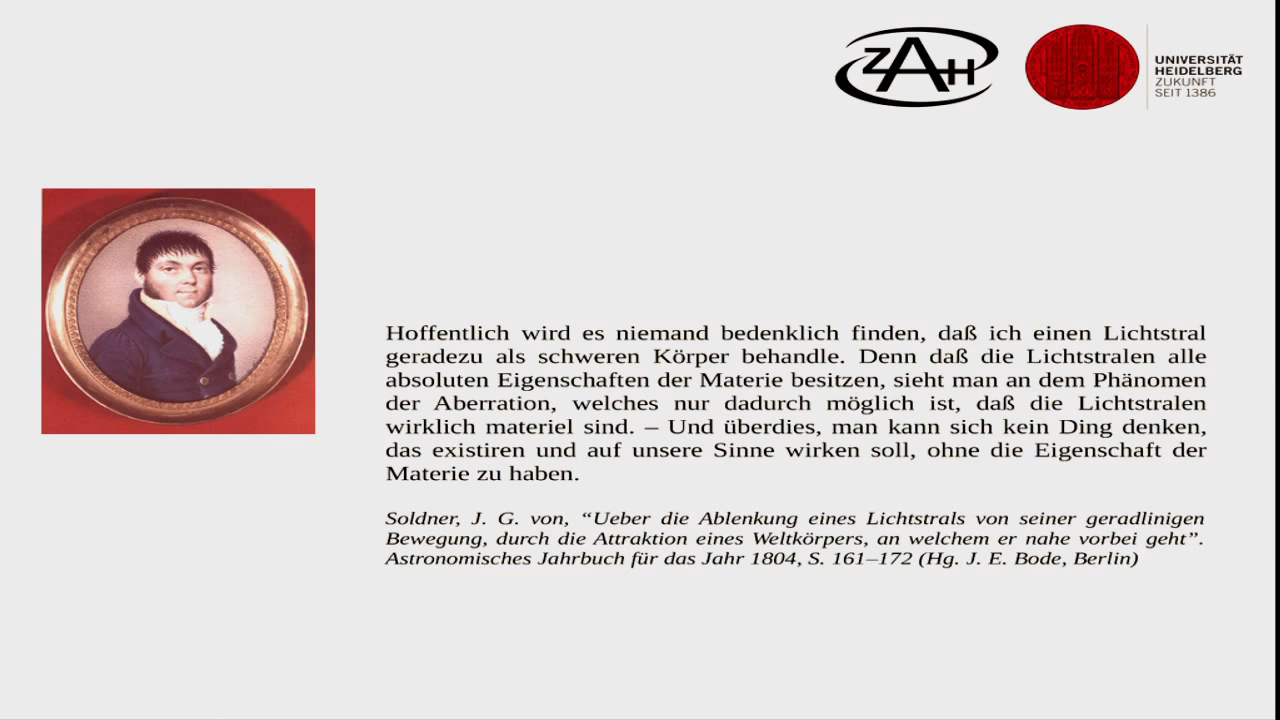 ZAH
UNIVERSITÄT
HEIDELBERG
ZUKUNFT
SEIT 1386
Hoffentlich wird es niemand bedenklich finden, daß ich einen Lichtstral
geradezu als schweren Körper behandle. Denn daß die Lichtstralen alle
absoluten Eigenschaften der Materie besitzen, sieht man an dem Phänomen
der Aberration, welches nur dadurch möglich ist, daß die Lichtstralen
wirklich materiel sind. – Und überdies, man kann sich kein Ding denken,
das existiren und auf unsere Sinne wirken soll, ohne die Eigenschaft der
Materie zu haben.
Soldner, J. G. von, “Ueber die Ablenkung eines Lichtstrals von seiner geradlinigen
Bewegung, durch die Attraktion eines Weltkörpers, an welchem er nahe vorbei geht”.
Astronomisches Jahrbuch für das Jahr 1804, S. 161–172 (Hg. J. E. Bode, Berlin)